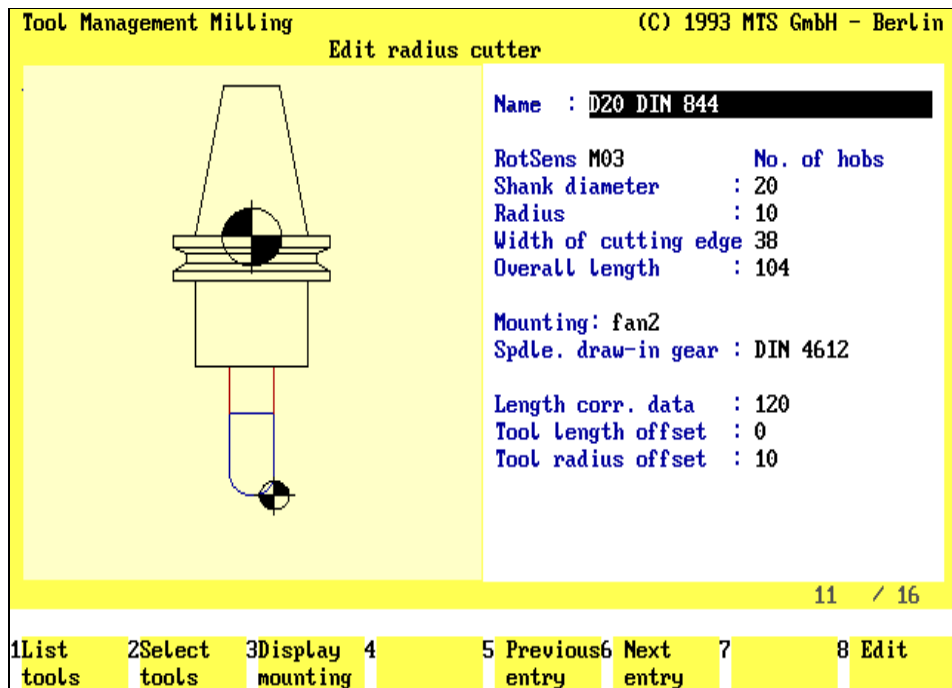 Tool Management Milling (C) 1993 MTS GmbH - Berlin
Edit radius cutter
Name : D20 DIN 844
RotSens M03 No. of hobs
Shank diameter : 20
Radius : 10
Width of cutting edge 38
Overall length : 104
Mounting: fan2
Spdle. draw-in gear : DIN 4612
Length corr. data : 120
Tool length offset : 0
Tool radius offset : 10
11 / 16
1List 2Select 3Display 4 5 Previous6 Next 7 8 Edit
tools tools mounting entry entry